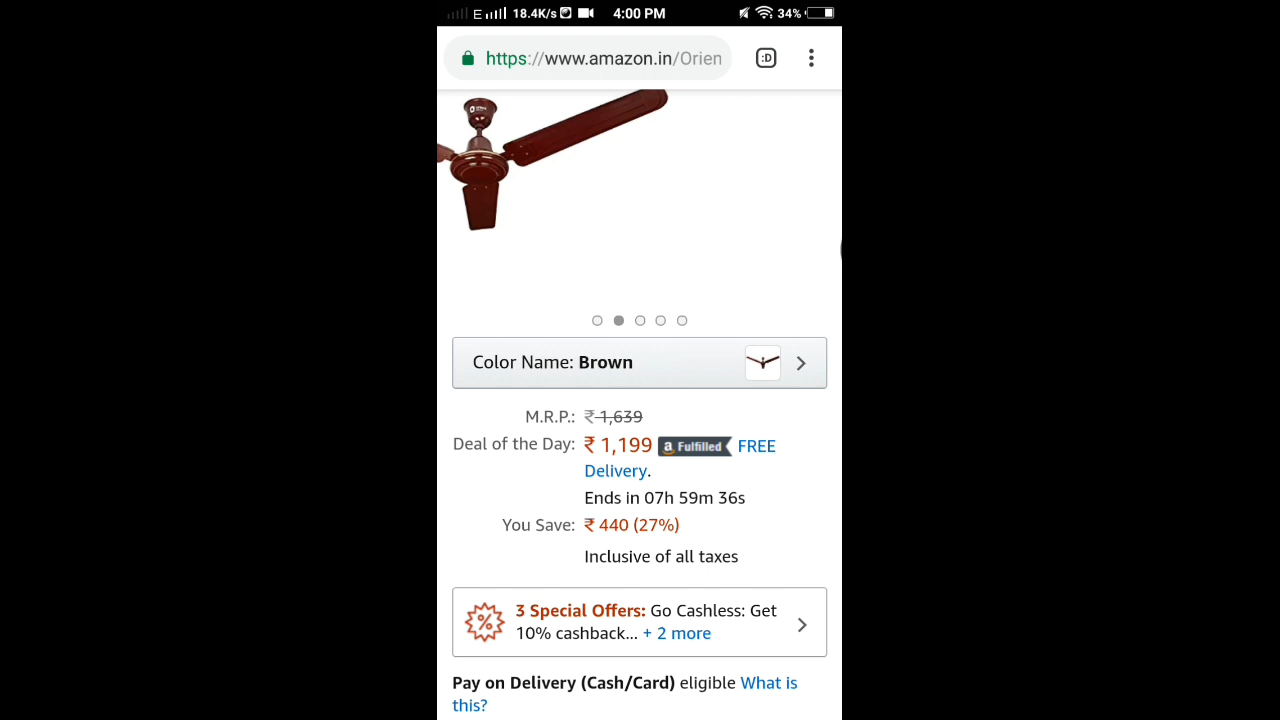 E 18.4K/s 4:00 PM 34%
https://www.amazon.in/Orien :D
Color Name: Brown
M.R.P.: ₹ 1,639
Deal of the Day: ₹ 1,199 a Fulfilled FREE
Delivery.
Ends in 07h 59m 36s
You Save: ₹ 440 (27%)
Inclusive of all taxes
3 Special Offers: Go Cashless: Get
10% cashback... + 2 more
Pay on Delivery (Cash/Card) eligible What is
this?